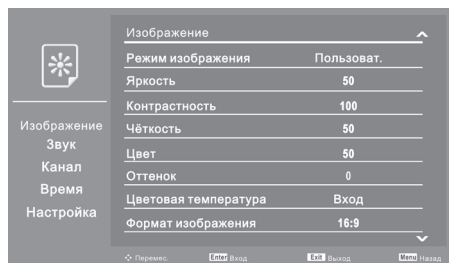 Изображение
Звук
Канал
Время
Настройка
Изображение
Режим изображения Пользоват.
Яркость 50
Контрастность 100
Чёткость 50
Цвет 50
Оттенок 0
Цветовая температура Вход
Формат изображения 16:9
Перемес. Enter Вход Exit Выход Menu Назад